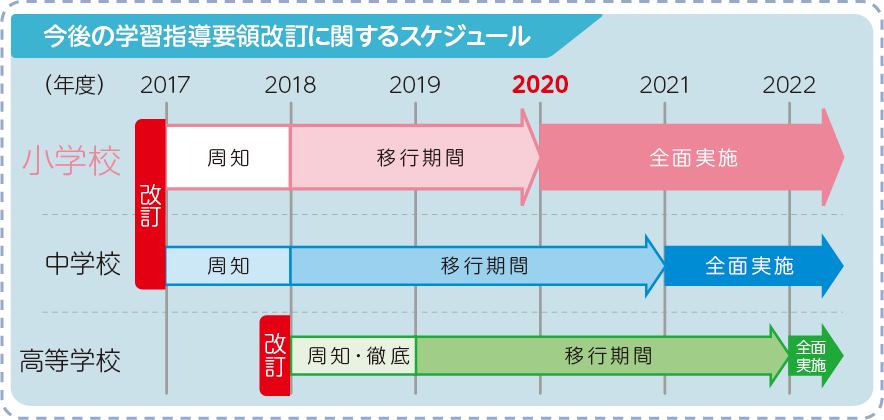 今後の学習指導要領改訂に関するスケジュール
（年度） 2017 2018 2019 2020 2021 2022
小学校 改訂 周知 移行期間 全面実施
中学校 周知 移行期間 全面実施
高等学校 改訂 周知・徹底 移行期間 全面
実施